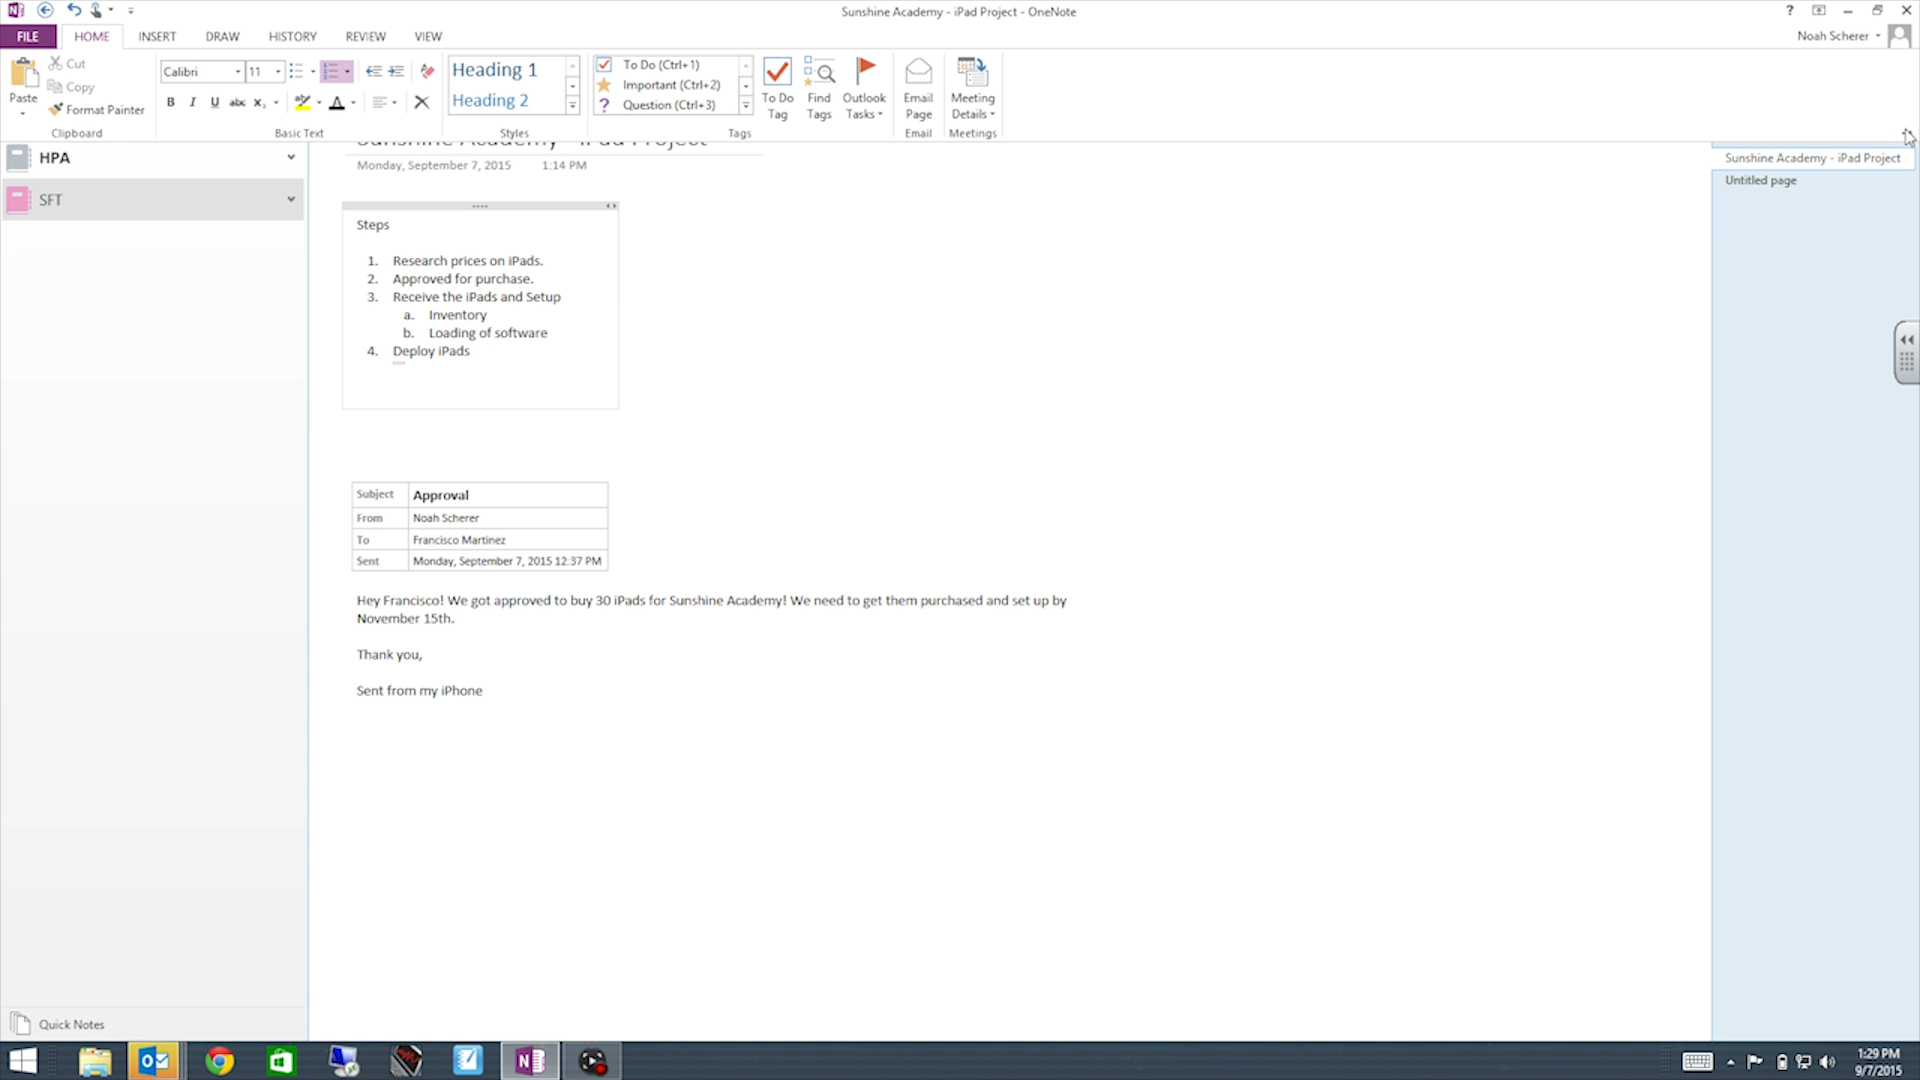 Sunshine Academy - iPad Project - OneNote
?
FILE HOME INSERT DRAW HISTORY REVIEW VIEW
Noah Scherer
Paste
Cut
Copy
Format Painter
Clipboard
Calibri 11
B I U abc x, ab A
Basic Text
Heading 1
Heading 2
Styles
To Do (Ctrl+1)
Important (Ctrl+2)
? Question (Ctrl+3)
Tags
To Do
Tag
Find
Tags
Outlook
Tasks
Email
Page
Email
Meeting
Details
Meetings
HPA
SFT
Quick Notes
Sunshine Academy - iPad Project
Monday, September 7, 2015 1:14 PM
Steps
1. Research prices on iPads.
2. Approved for purchase.
3. Receive the iPads and Setup
a. Inventory
b. Loading of software
4. Deploy iPads
Subject Approval
From Noah Scherer
To Francisco Martinez
Sent Monday, September 7, 2015 12:37 PM
Hey Francisco! We got approved to buy 30 iPads for Sunshine Academy! We need to get them purchased and set up by
November 15th.
Thank you,
Sent from my iPhone
Sunshine Academy - iPad Project
Untitled page
1:29 PM
9/7/2015